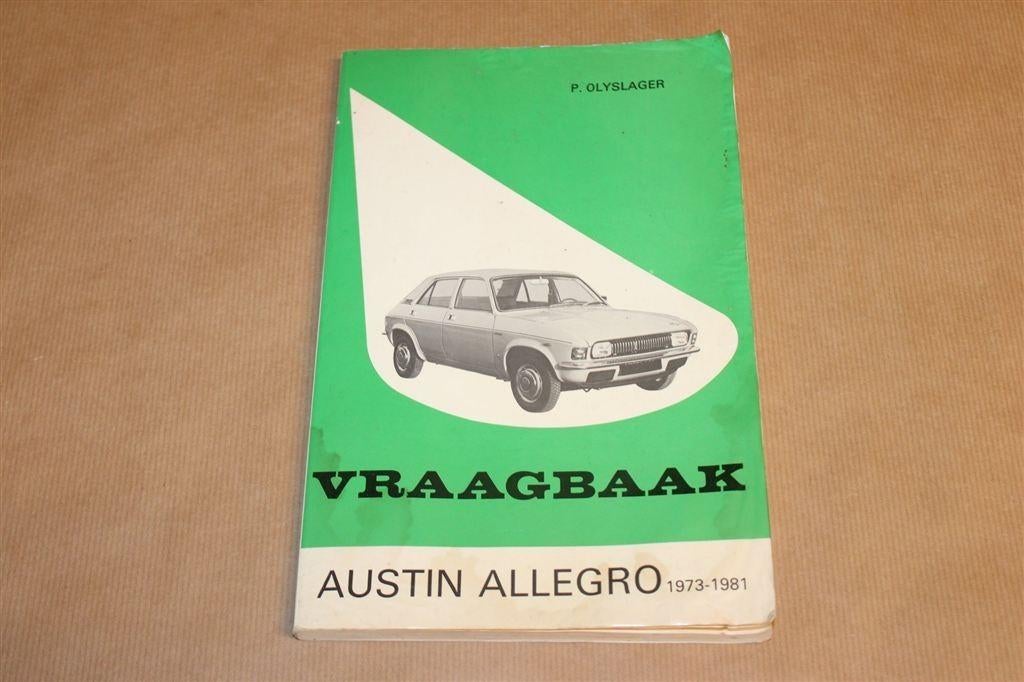 P. OLYSLAGER
VRAAGBAAK
AUSTIN ALLEGRO 1973-1981